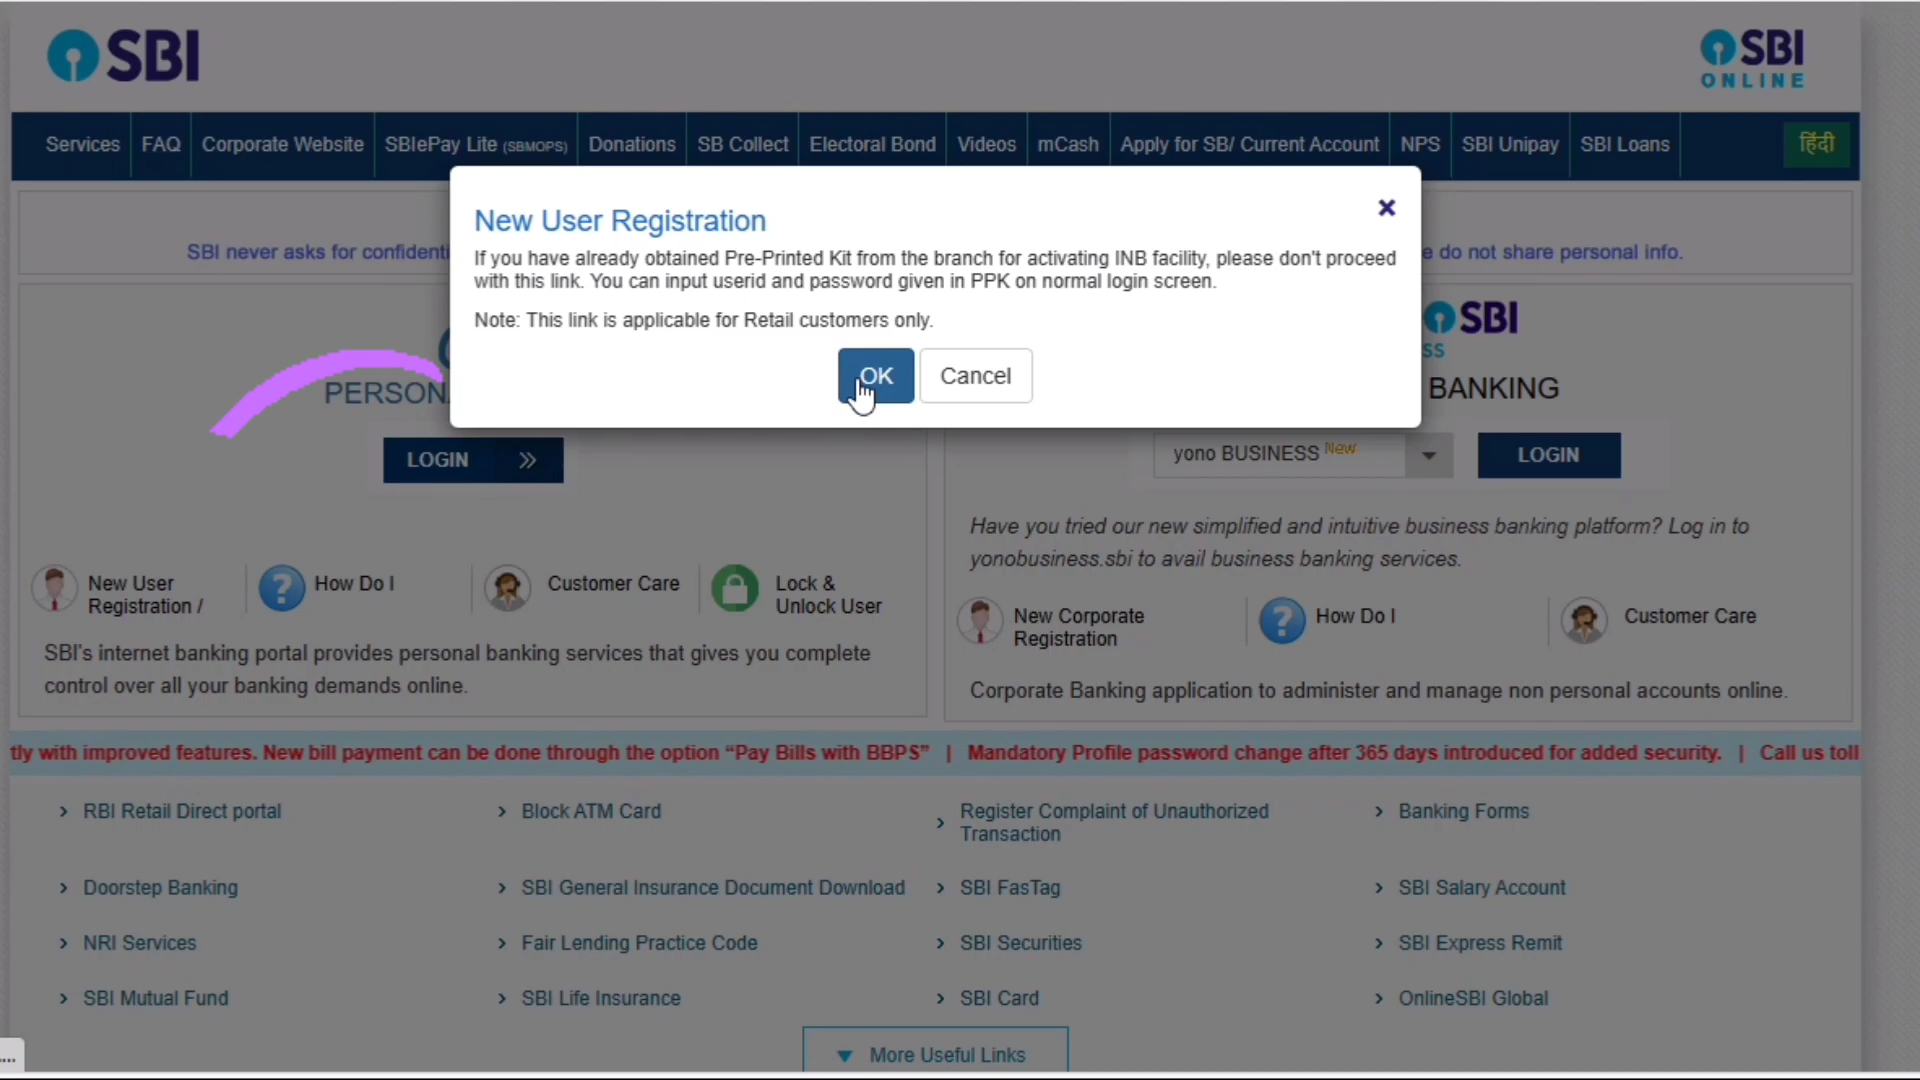 SBI
SBI
ONLINE
Services FAQ Corporate Website SBIePay Lite (SBMOPS) Donations SB Collect Electoral Bond Videos mCash Apply for SB/ Current Account NPS SBI Unipay SBI Loans हिंदी
SBI never asks for confidenti
e do not share personal info.
New User Registration
If you have already obtained Pre-Printed Kit from the branch for activating INB facility, please don't proceed
with this link. You can input userid and password given in PPK on normal login screen.
Note: This link is applicable for Retail customers only.
OK Cancel
PERSONA
LOGIN
SBI
SS
BANKING
yono BUSINESS New
LOGIN
Have you tried our new simplified and intuitive business banking platform? Log in to
yonobusiness.sbi to avail business banking services.
New User
Registration /
How Do I
Customer Care
Lock &
Unlock User
SBI's internet banking portal provides personal banking services that gives you complete
control over all your banking demands online.
New Corporate
Registration
How Do I
Customer Care
Corporate Banking application to administer and manage non personal accounts online.
tly with improved features. New bill payment can be done through the option “Pay Bills with BBPS” | Mandatory Profile password change after 365 days introduced for added security. | Call us toll
RBI Retail Direct portal
Block ATM Card
Register Complaint of Unauthorized
Transaction
Banking Forms
Doorstep Banking
SBI General Insurance Document Download
SBI FasTag
SBI Salary Account
NRI Services
Fair Lending Practice Code
SBI Securities
SBI Express Remit
SBI Mutual Fund
SBI Life Insurance
SBI Card
OnlineSBI Global
More Useful Links